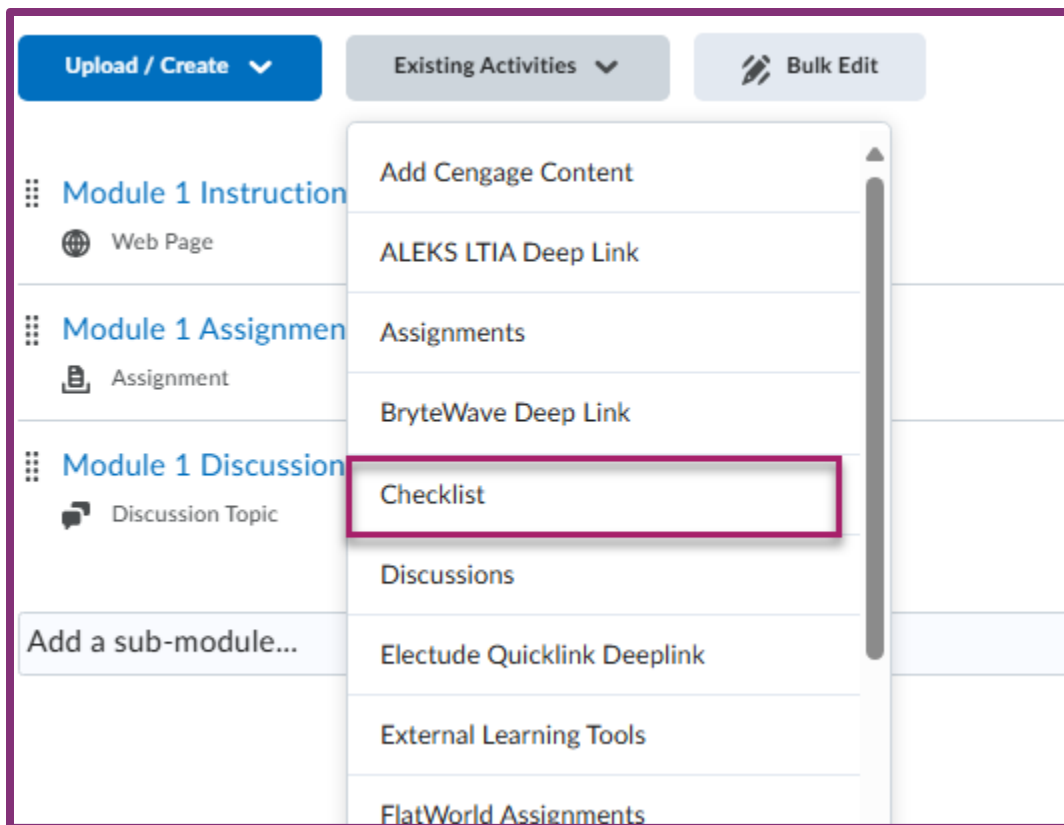 Upload / Create
Existing Activities
Bulk Edit
Module 1 Instruction
Web Page
Module 1 Assignmen
Assignment
Module 1 Discussion
Discussion Topic
Add a sub-module...
Add Cengage Content
ALEKS LTIA Deep Link
Assignments
BryteWave Deep Link
Checklist
Discussions
Electude Quicklink Deeplink
External Learning Tools
FlatWorld Assignments